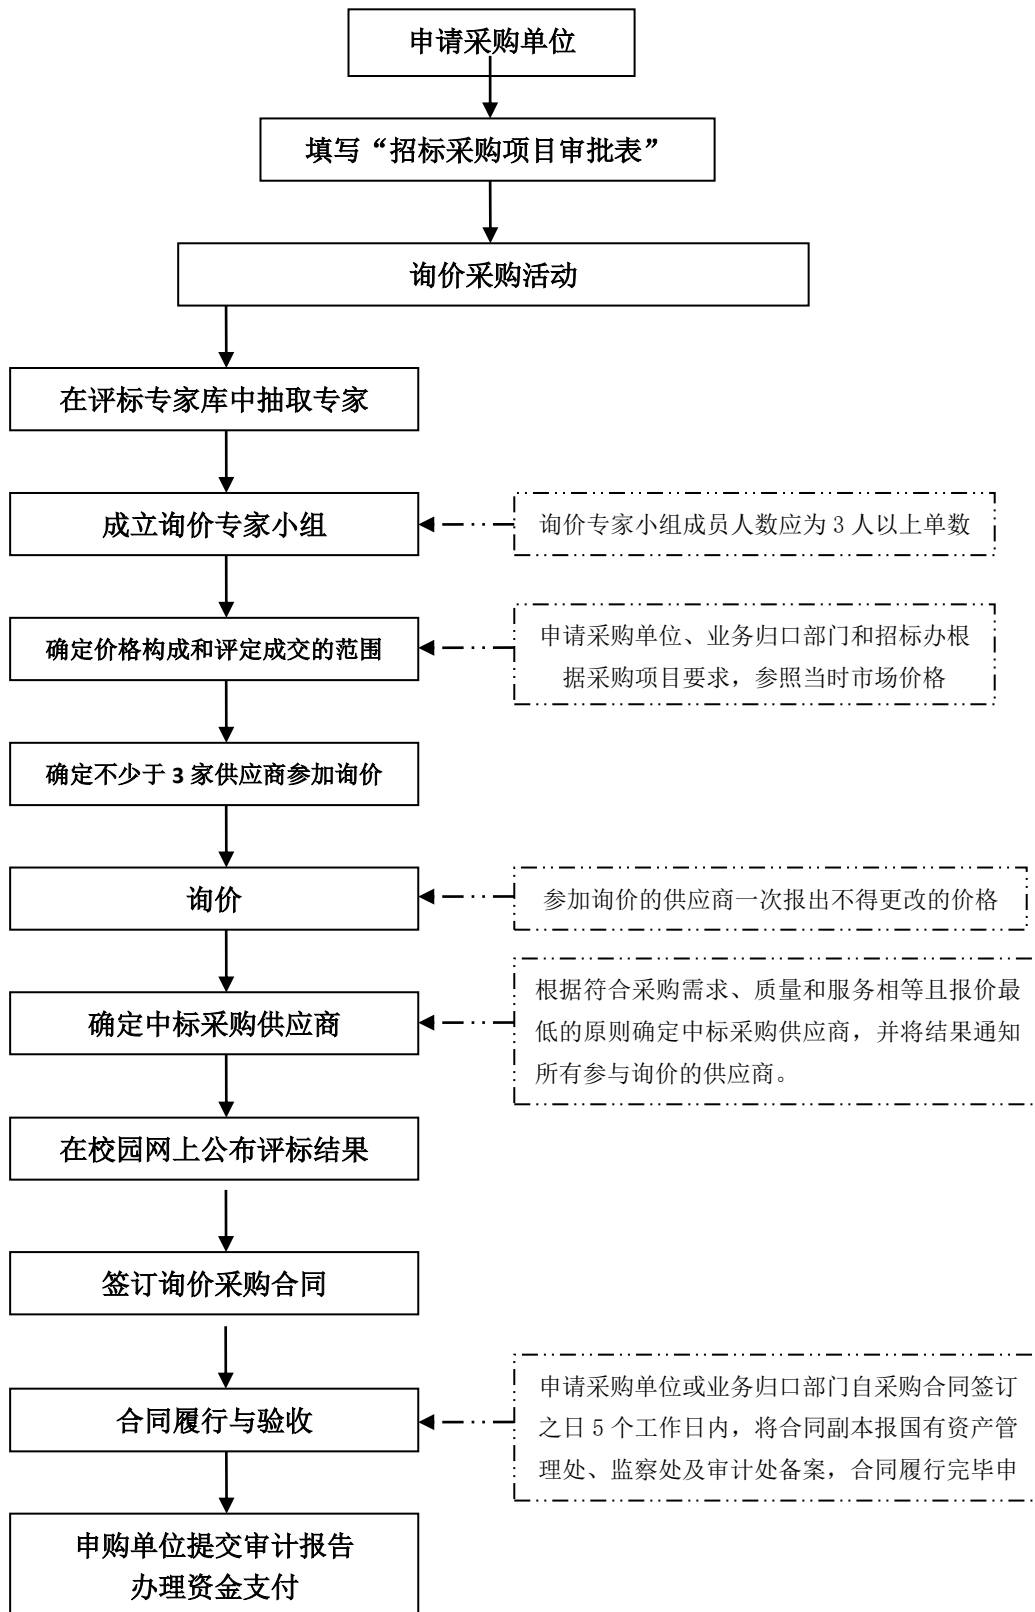 申请采购单位
填写“招标采购项目审批表”
询价采购活动
在评标专家库中抽取专家
成立询价专家小组
询价专家小组成员人数应为 3 人以上单数
确定价格构成和评定成交的范围
申请采购单位、业务归口部门和招标办根
据采购项目要求，参照当时市场价格
确定不少于 3 家供应商参加询价
询价
参加询价的供应商一次报出不得更改的价格
确定中标采购供应商
根据符合采购需求、质量和服务相等且报价最
低的原则确定中标采购供应商，并将结果通知
所有参与询价的供应商。
在校园网上公布评标结果
签订询价采购合同
合同履行与验收
申请采购单位或业务归口部门自采购合同签订
之日 5 个工作日内，将合同副本报国有资产管
理处、监察处及审计处备案，合同履行完毕申
申购单位提交审计报告
办理资金支付